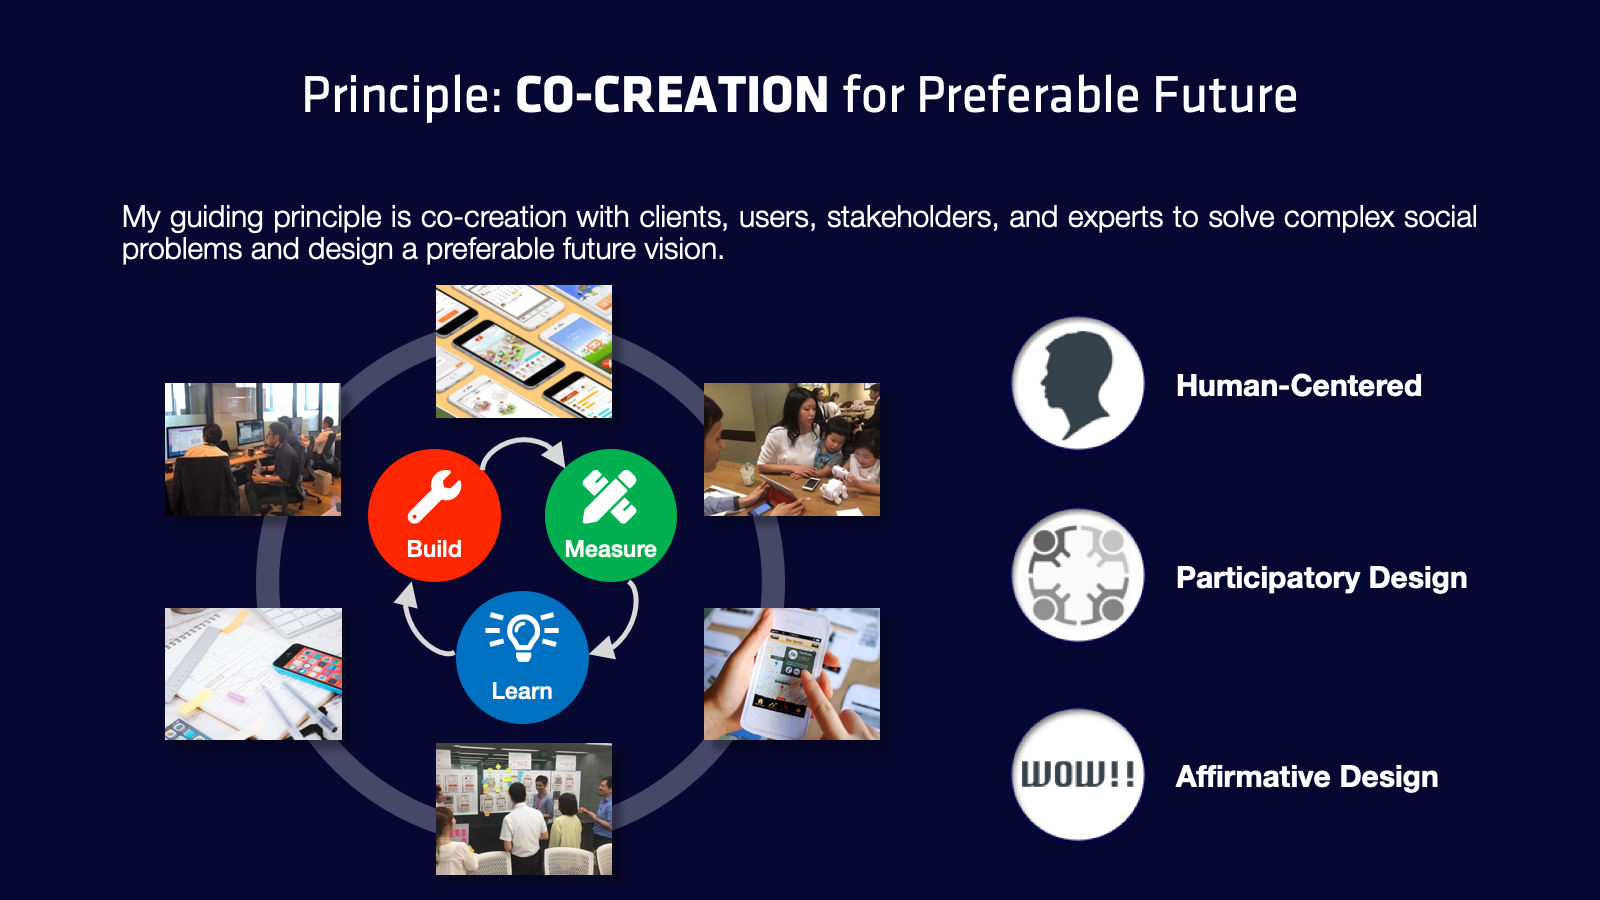 Principle: CO-CREATION for Preferable Future
My guiding principle is co-creation with clients, users, stakeholders, and experts to solve complex social
problems and design a preferable future vision.
Build
Measure
Learn
Human-Centered
Participatory Design
WOW!!
Affirmative Design